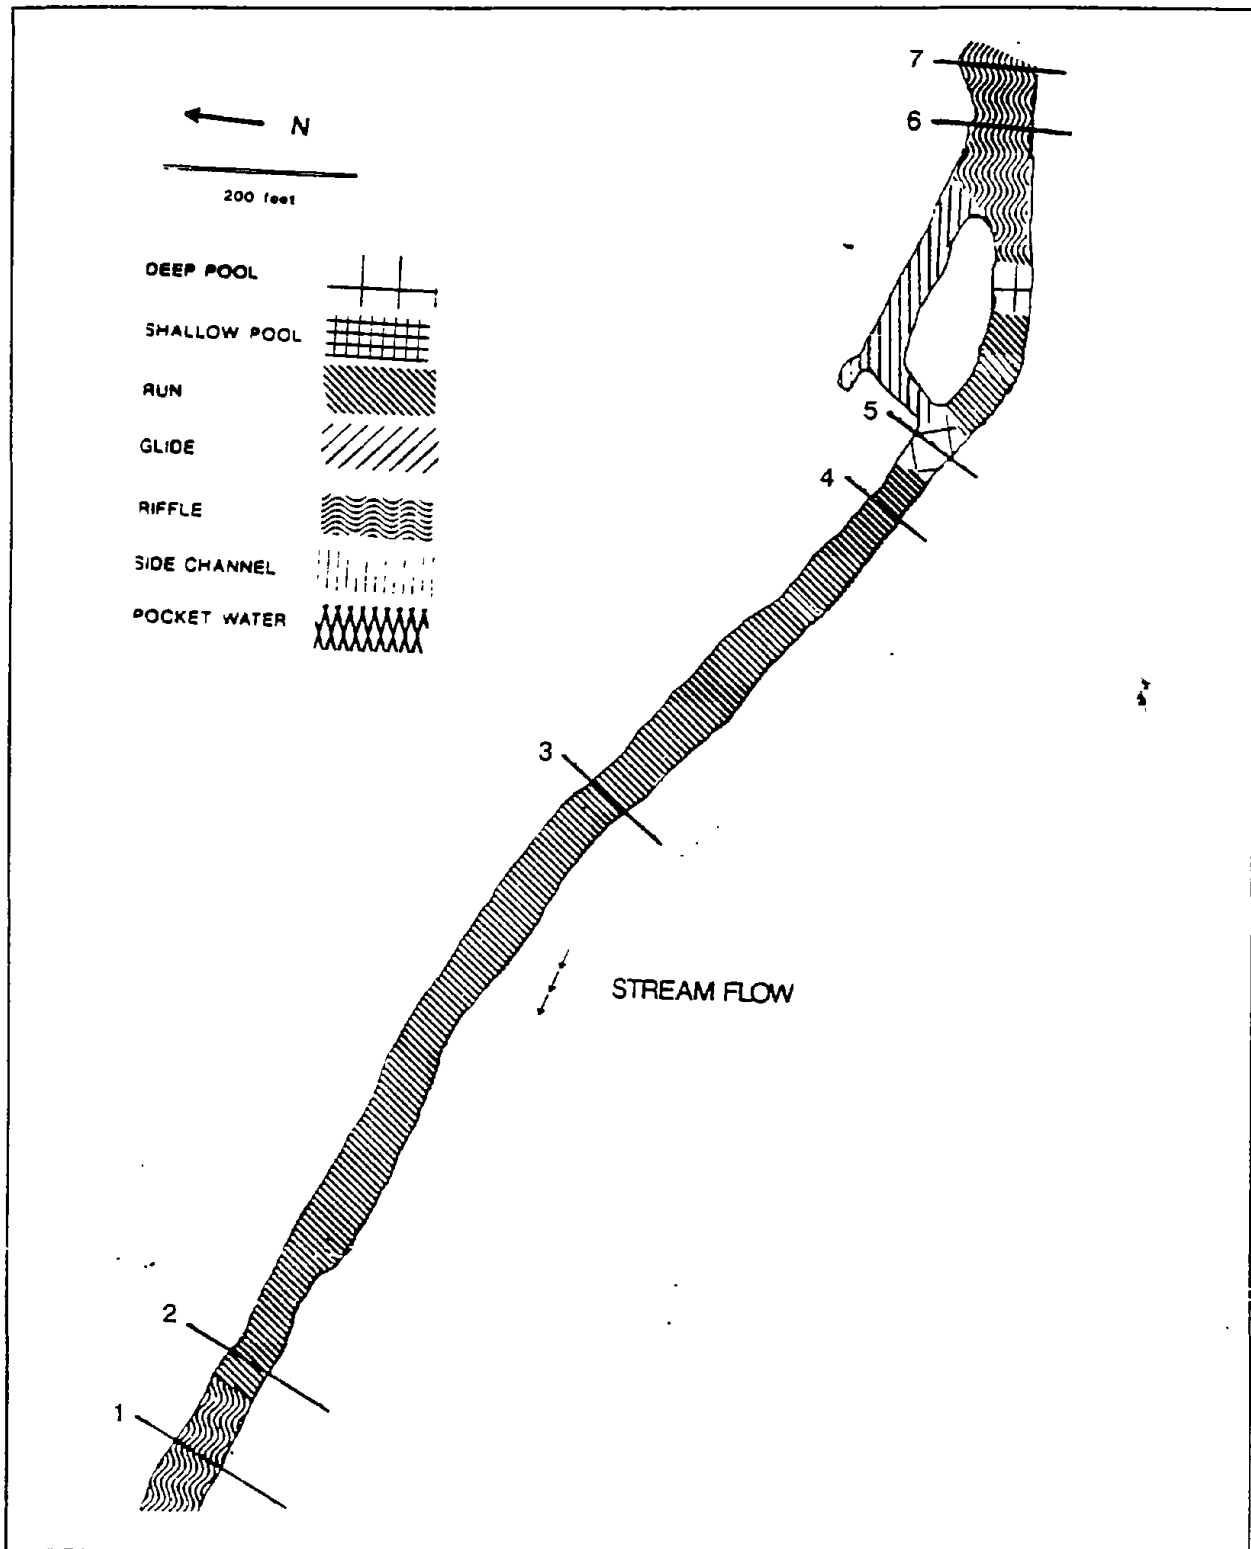 7
N
6
200 feet
DEEP POOL
SHALLOW POOL
RUN
5
GLIDE
4
RIFFLE
SIDE CHANNEL
POCKET WATER
3
STREAM FLOW
2
1